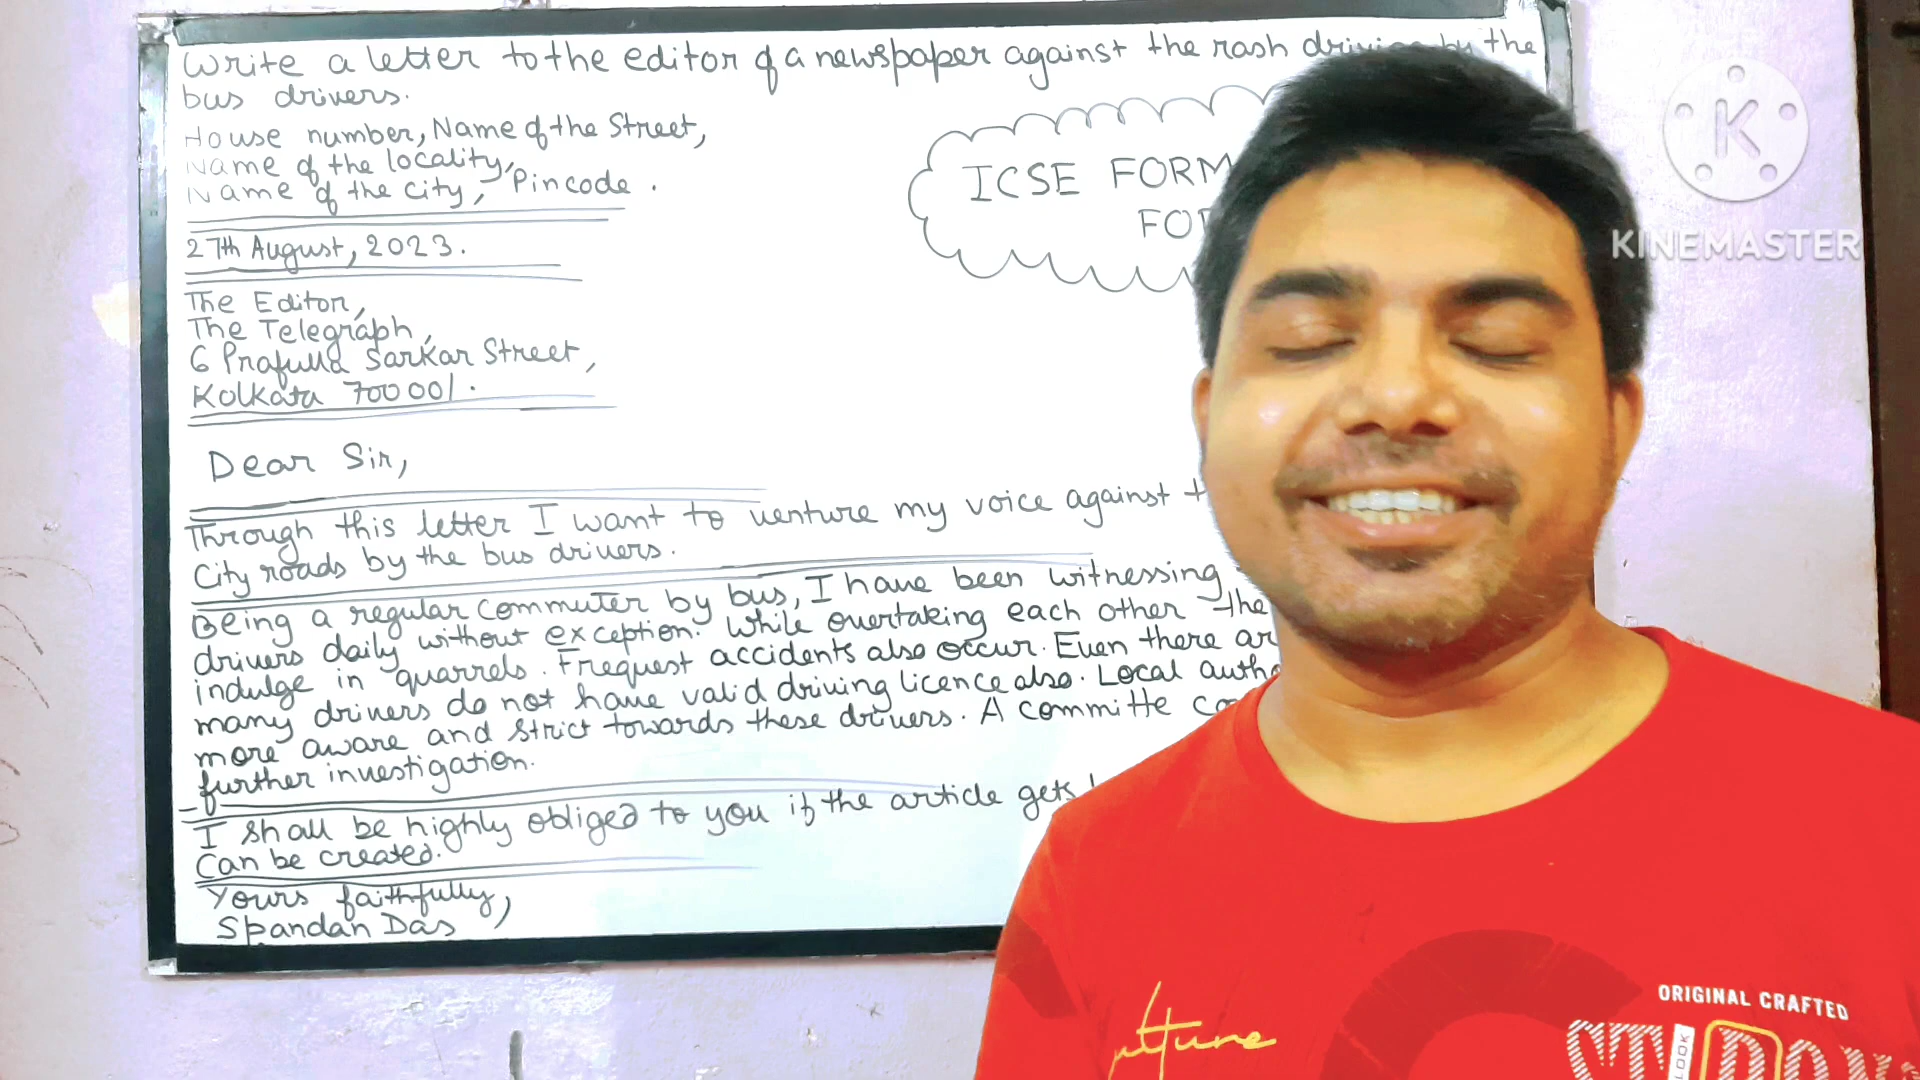 Write a letter to the editor of a newspaper against the rash driving by the
bus drivers.
House number, Name of the Street,
Name of the locality,
Name of the City, Pincode.
27th August, 2023.
The Editor,
The Telegraph,
6 Prafulla Sarkar Street,
Kolkata 700001.
Dear Sir,
Through this letter I want to venture my voice against
City roads by the bus drivers.
Being a regular commuter by bus, I have been witnessing
drivers daily without exception. While overtaking each other the
indulge in quarrels. Frequest accidents also occur. Even there
many drivers do not have valid driving licence also. Local
more aware and strict towards these drivers. A committe
further investigation.
I shall be highly obliged to you if the article gets
Can be created.
Yours faithfully,
Spandan Das
ICSE
K
KINEMASTER
ORIGINAL CRAFTED
LOOK